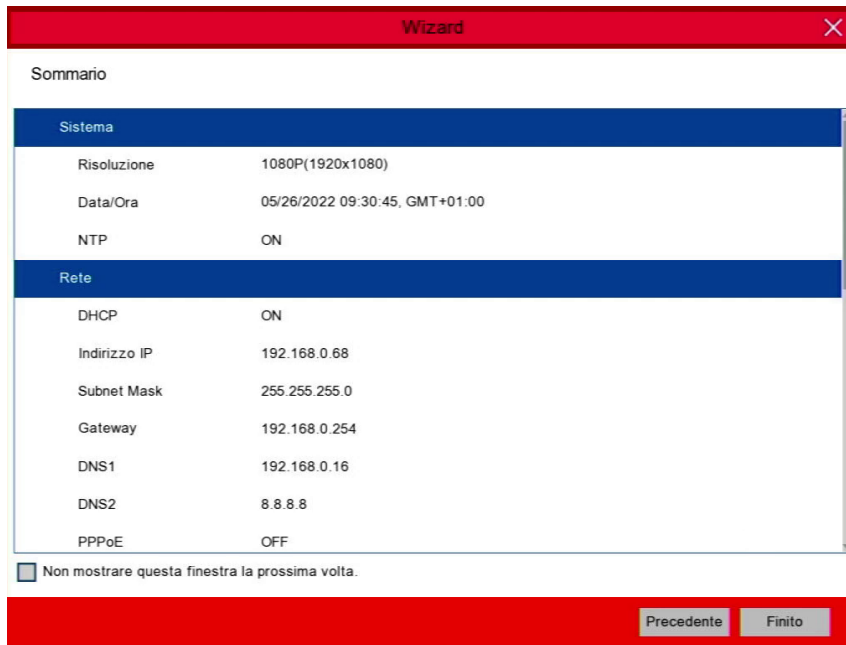 Wizard
Sommario
Sistema
Risoluzione 1080P(1920x1080)
Data/Ora 05/26/2022 09:30:45, GMT+01:00
NTP ON
Rete
DHCP ON
Indirizzo IP 192.168.0.68
Subnet Mask 255.255.255.0
Gateway 192.168.0.254
DNS1 192.168.0.16
DNS2 8.8.8.8
PPPoE OFF
Non mostrare questa finestra la prossima volta.
Precedente Finito